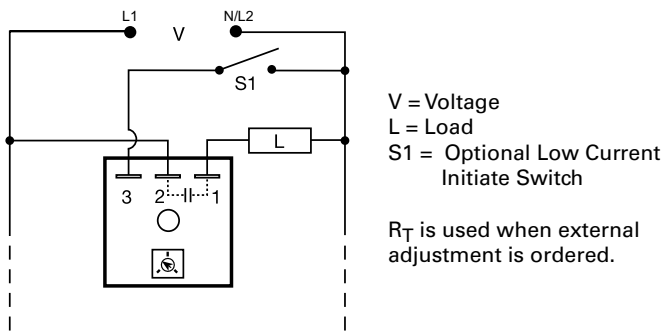 L1
V
N/L2
S1
L
3
2
1
V = Voltage
L = Load
S1 = Optional Low Current
Initiate Switch
RT is used when external
adjustment is ordered.